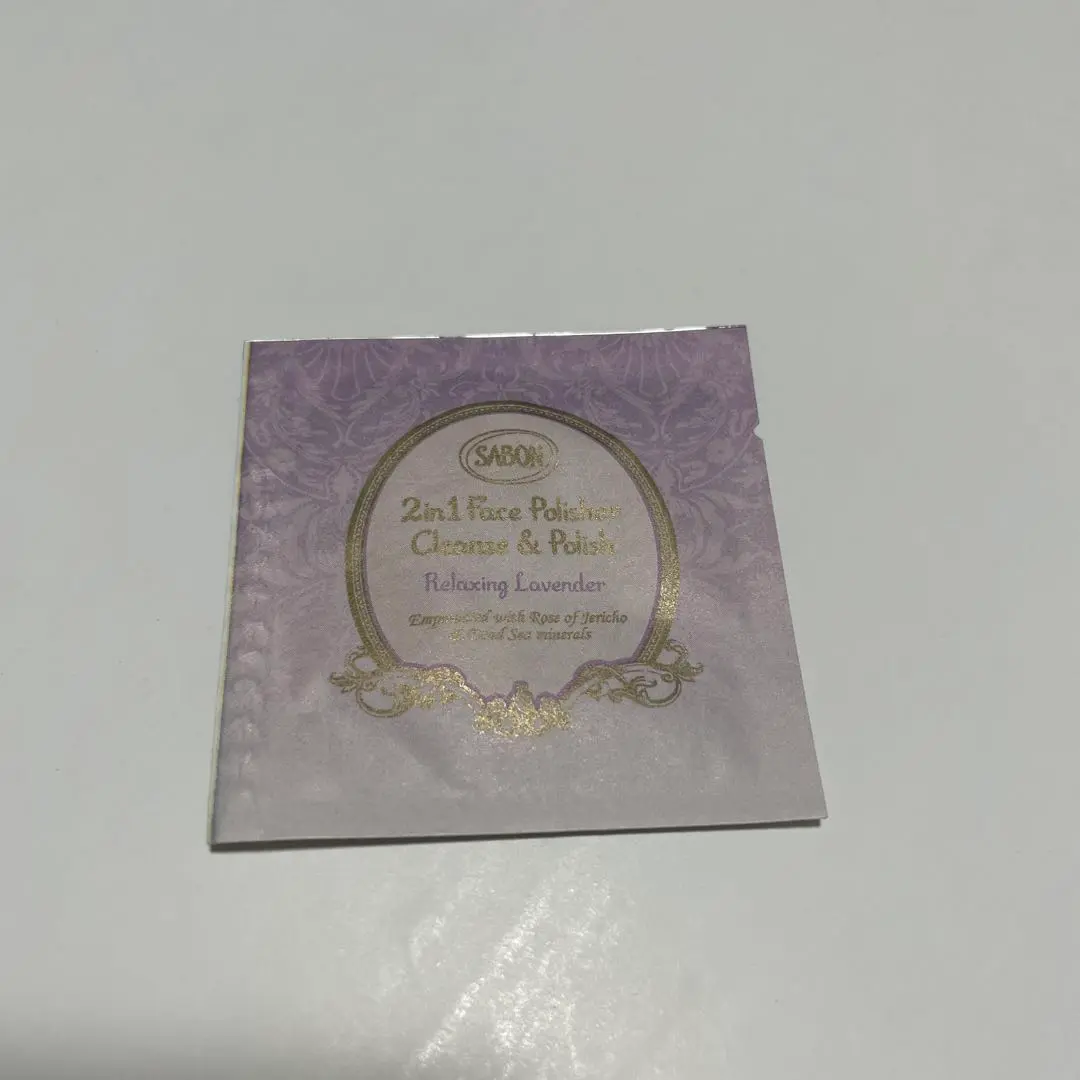 SABON
2in1 Face Polisher
Cleanse & Polish
Relaxing Lavender
Empowered with Rose of Jericho
& Dead Sea minerals